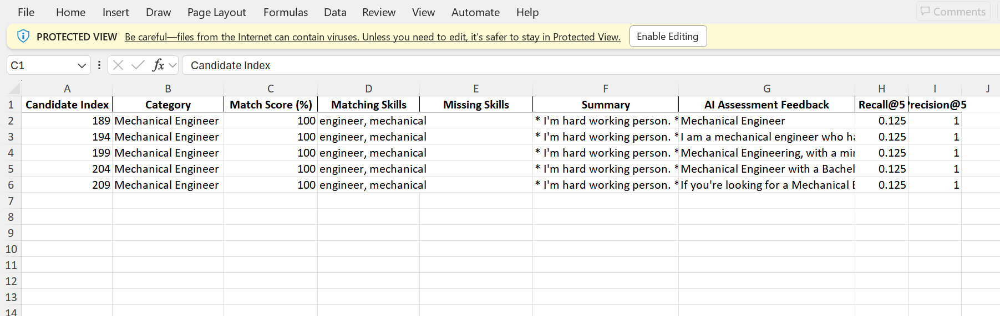 File Home Insert Draw Page Layout Formulas Data Review View Automate Help Comments
PROTECTED VIEW Be careful—files from the Internet can contain viruses. Unless you need to edit, it's safer to stay in Protected View. Enable Editing
C1 fx Candidate Index
A B C D E F G H I J
1 Candidate Index Category Match Score (%) Matching Skills Missing Skills Summary AI Assessment Feedback Recall@5 recision@5
2 189 Mechanical Engineer 100 engineer, mechanical * I'm hard working person. * Mechanical Engineer 0.125 1
3 194 Mechanical Engineer 100 engineer, mechanical * I'm hard working person. * I am a mechanical engineer who ha 0.125 1
4 199 Mechanical Engineer 100 engineer, mechanical * I'm hard working person. * Mechanical Engineering, with a min 0.125 1
5 204 Mechanical Engineer 100 engineer, mechanical * I'm hard working person. * Mechanical Engineer with a Bachel 0.125 1
6 209 Mechanical Engineer 100 engineer, mechanical * I'm hard working person. * If you're looking for a Mechanical E 0.125 1
7
8
9
10
11
12
13
14